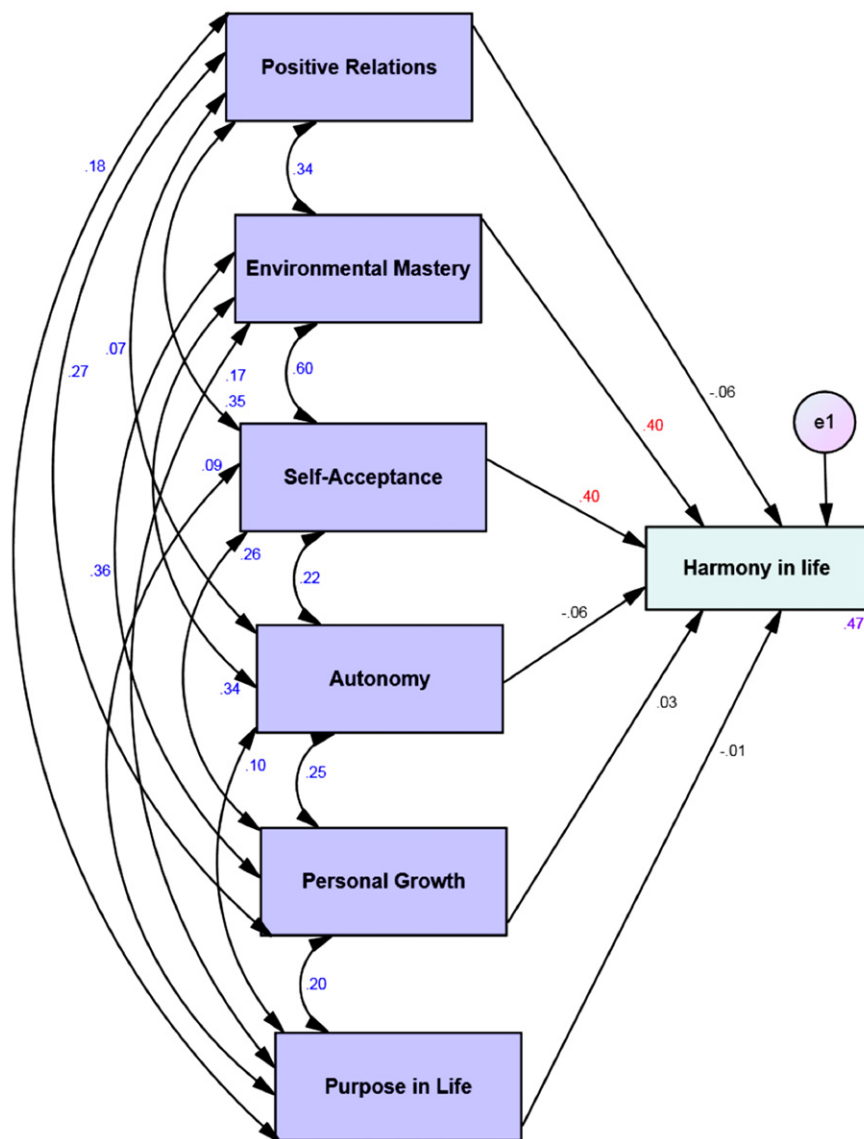 Positive Relations
.18
.34
Environmental Mastery
.07
.27
.17
.60
.35
-.06
.40
e1
Self-Acceptance
.09
.40
.26
.36
.22
Harmony in life
-.06
.47
Autonomy
.34
.03
.10
.25
-.01
Personal Growth
.20
Purpose in Life